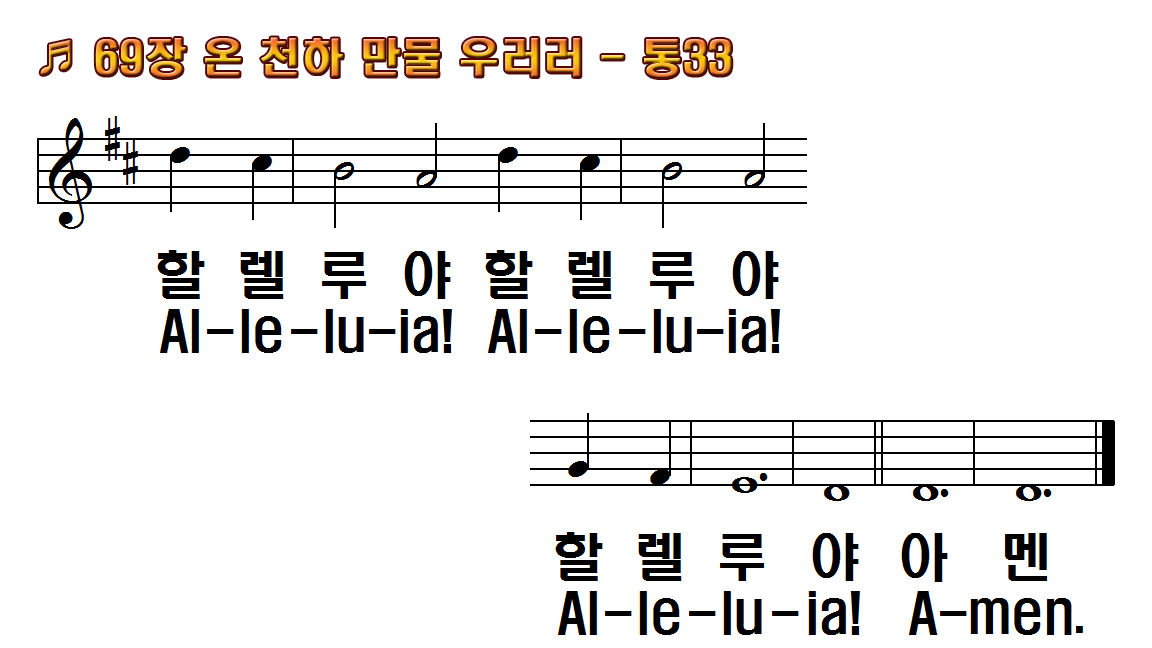 ♬ 69장 온 천하 만물 우러러 - 통33
할 렐 루 야 할 렐 루 야
Al-le-lu-ia! Al-le-lu-ia!
할 렐 루 야 아 멘
Al-le-lu-ia! A-men.